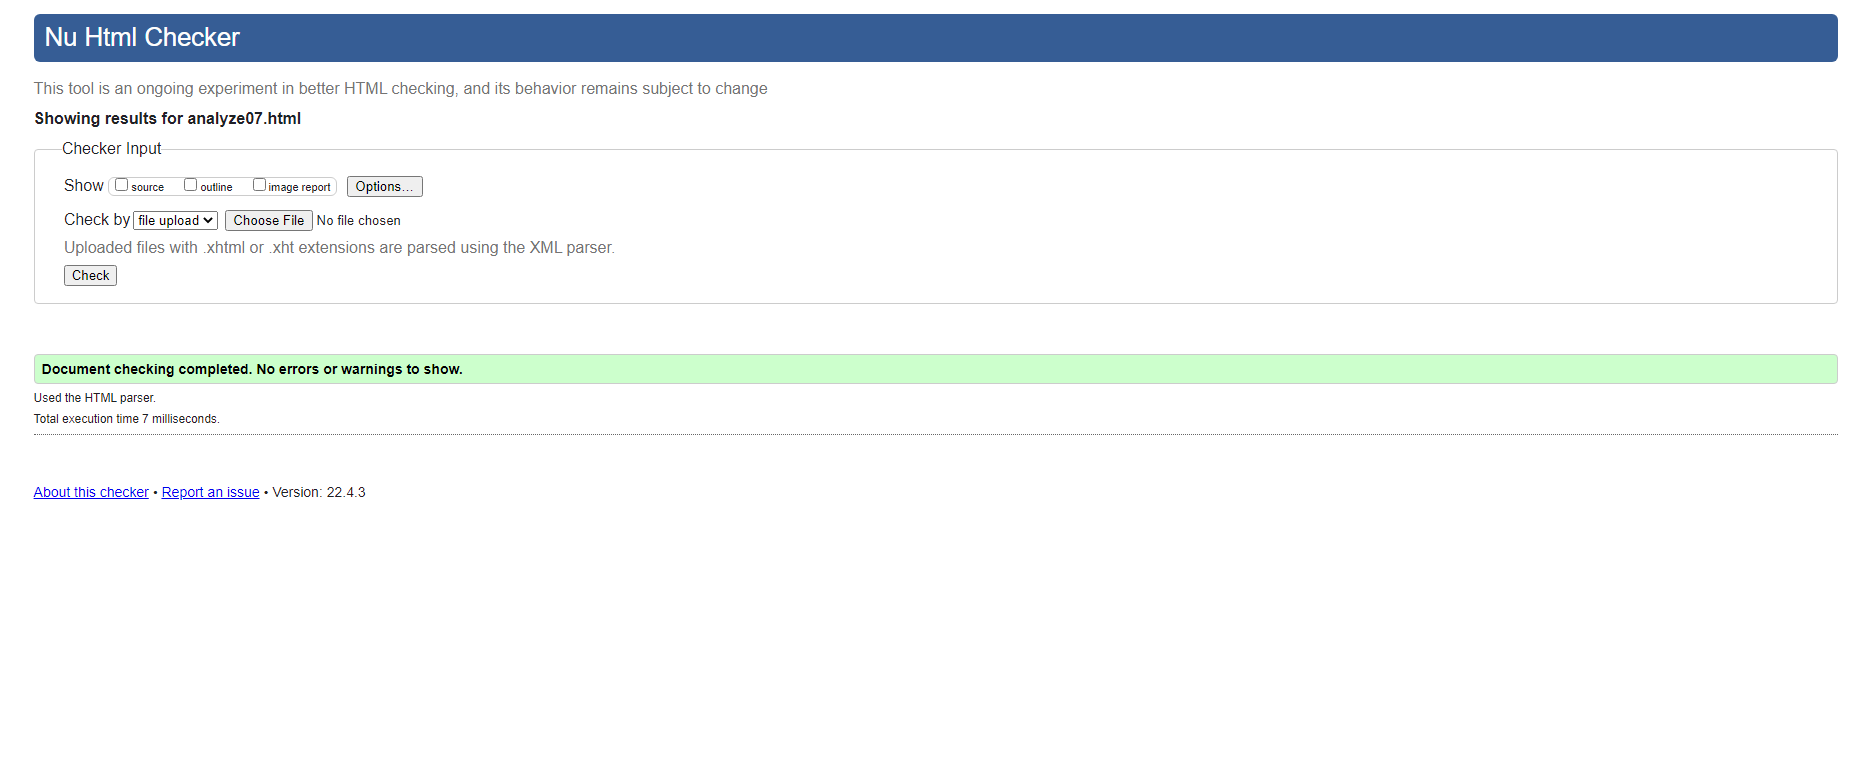 Nu Html Checker
This tool is an ongoing experiment in better HTML checking, and its behavior remains subject to change
Showing results for analyze07.html
Checker Input
Show source outline image report Options...
Check by file upload Choose File No file chosen
Uploaded files with .xhtml or .xht extensions are parsed using the XML parser.
Check
Document checking completed. No errors or warnings to show.
Used the HTML parser.
Total execution time 7 milliseconds.
About this checker • Report an issue • Version: 22.4.3